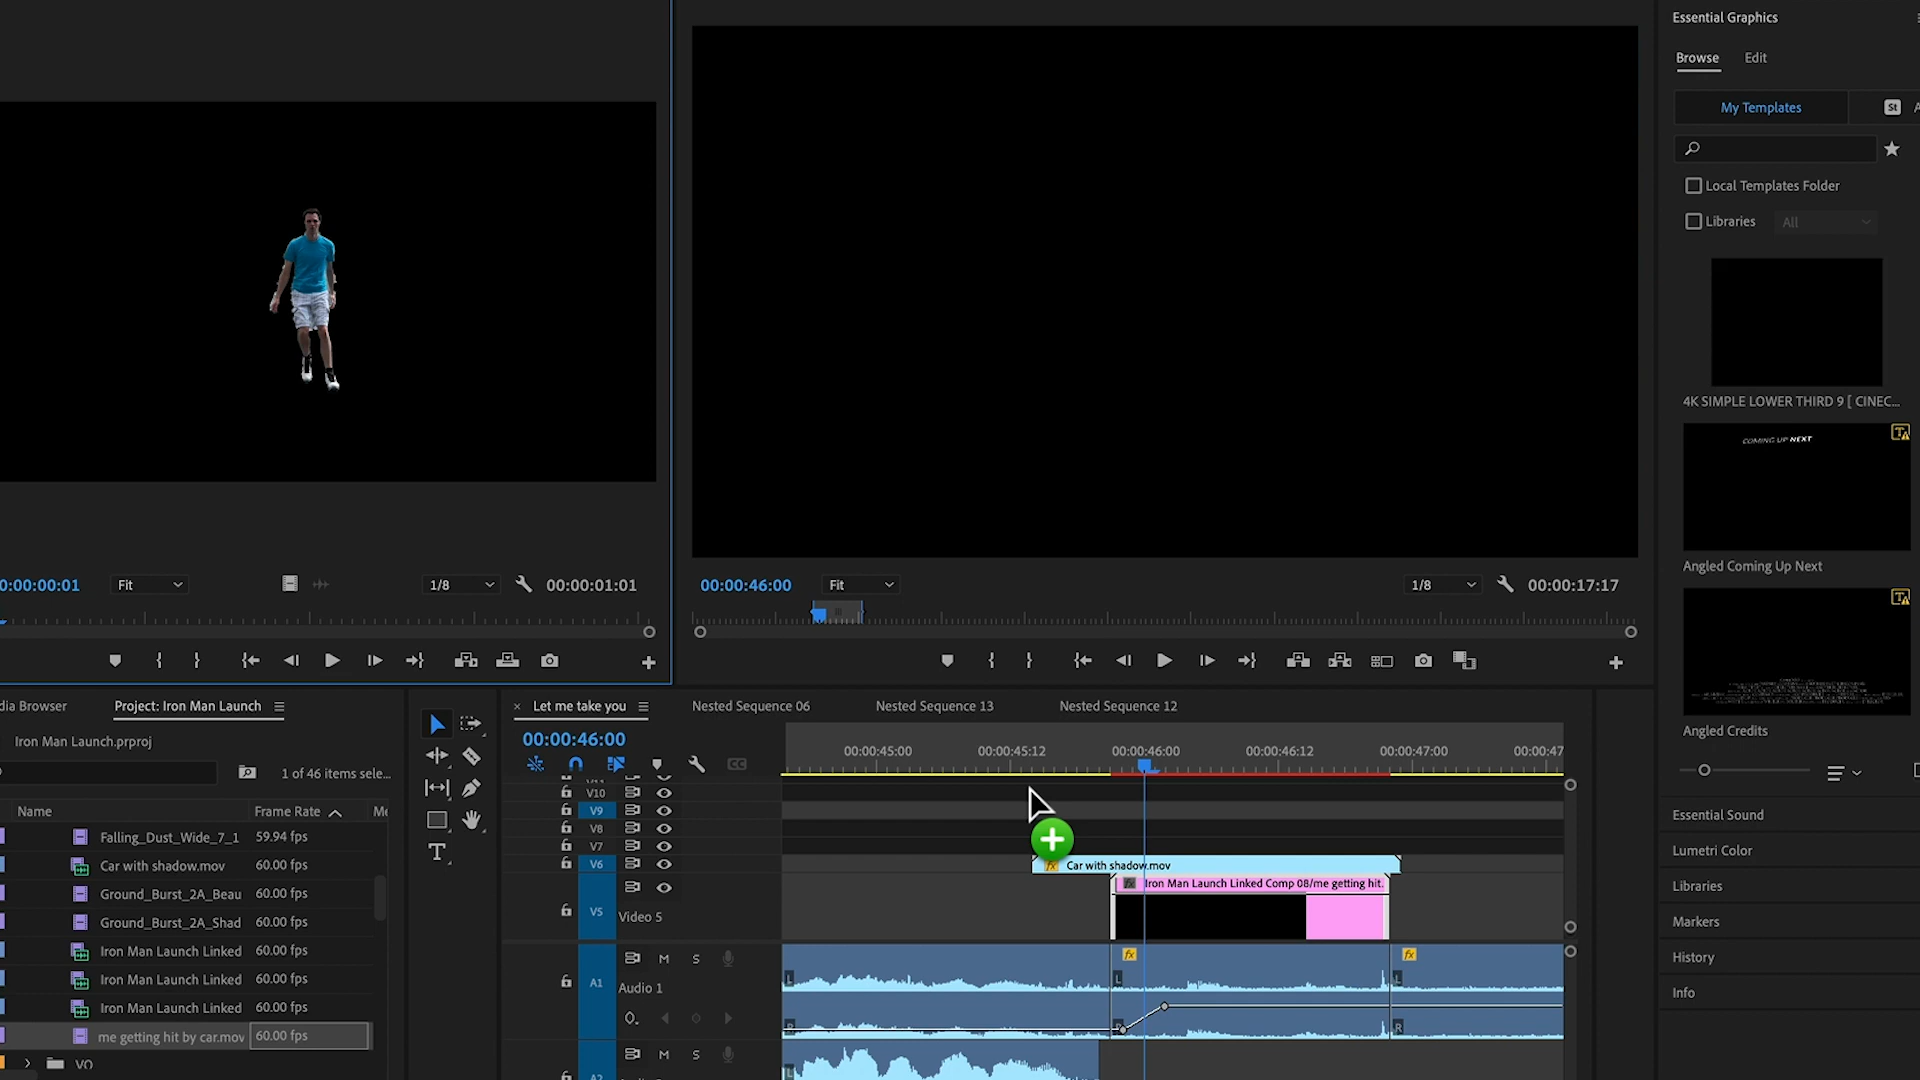 Essential Graphics
Browse
Edit
My Templates
St
A
Local Templates Folder
Libraries
All
4K SIMPLE LOWER THIRD 9 [ CINEC...
COMING UP NEXT
Angled Coming Up Next
Angled Credits
Essential Sound
Lumetri Color
Libraries
Markers
History
Info
0:00:00:01
Fit
1/8
00:00:01:01
00:00:46:00
Fit
1/8
00:00:17:17
dia Browser
Project: Iron Man Launch
Iron Man Launch.prproj
1 of 46 items sele...
Name
Frame Rate
Me
Falling_Dust_Wide_7_1
59.94 fps
Car with shadow.mov
60.00 fps
Ground_Burst_2A_Beau
60.00 fps
Ground_Burst_2A_Shad
60.00 fps
Iron Man Launch Linked
60.00 fps
Iron Man Launch Linked
60.00 fps
Iron Man Launch Linked
60.00 fps
me getting hit by car.mov
60.00 fps
VO
T
× Let me take you
Nested Sequence 06
Nested Sequence 13
Nested Sequence 12
00:00:46:00
CC
00:00:45:00
00:00:45:12
00:00:46:00
00:00:46:12
00:00:47:00
00:00:47
V10
V9
V8
V7
V6
fx Car with shadow.mov
V5
Video 5
fx Iron Man Launch Linked Comp 08/me getting hit.
A1
M
S
Audio 1
fx
fx
L
L
L
R
R
R
A2
M
S
L